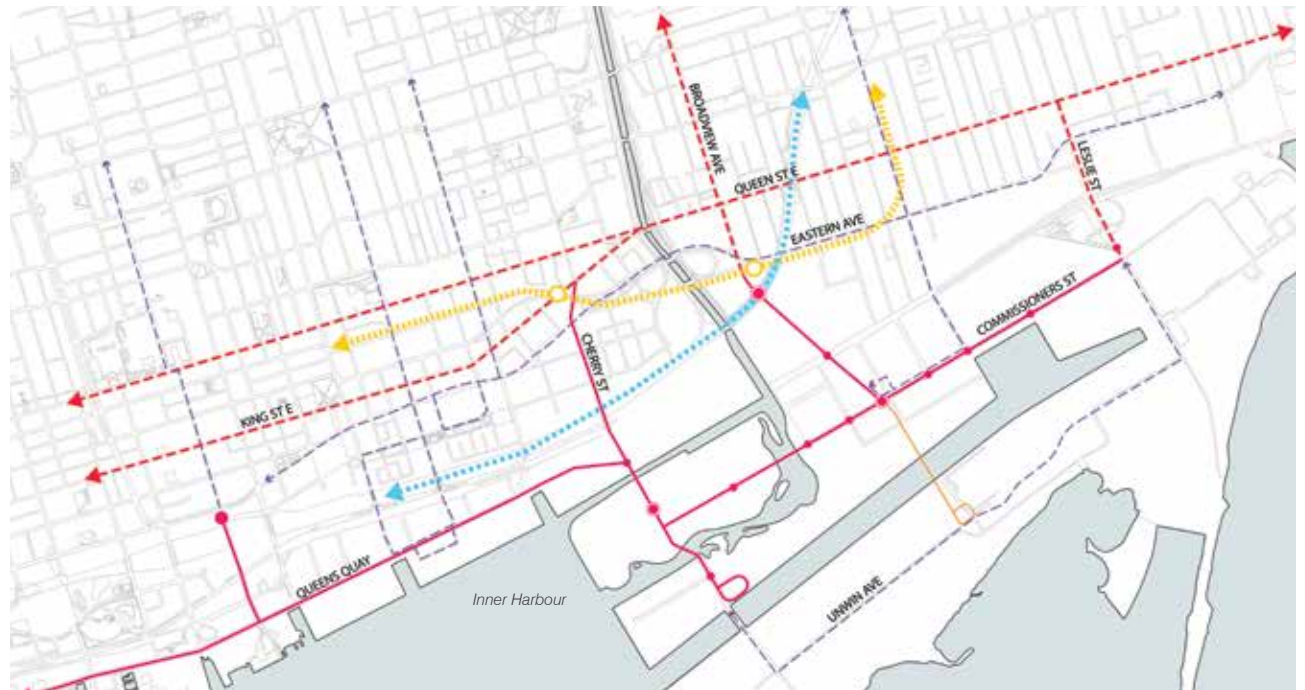 BROADVIEW AVE
QUEEN ST E
LESLIE ST
EASTERN AVE
COMMISSIONERS ST
CHERRY ST
KING ST E
QUEENS QUAY
Inner Harbour
UNWIN AVE